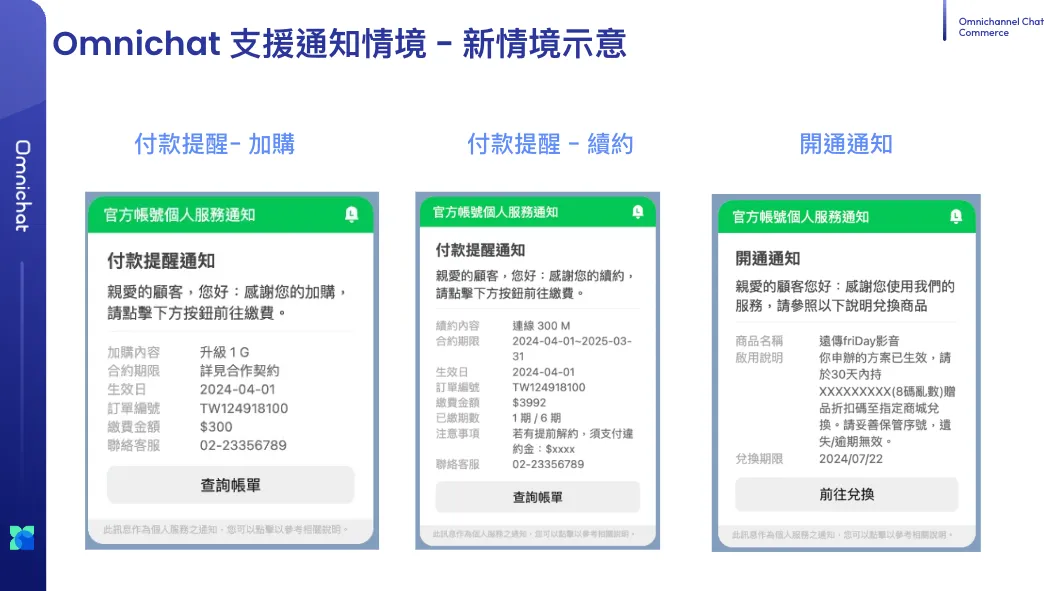 Omnichat 支援通知情境 - 新情境示意
Omnichannel Chat
Commerce
Omnichat
付款提醒- 加購
官方帳號個人服務通知
付款提醒通知
親愛的顧客，您好：感謝您的加購，
請點擊下方按鈕前往繳費。
加購內容 升級 1 G
合約期限 詳見合作契約
生效日 2024-04-01
訂單編號 TW124918100
繳費金額 $300
聯絡客服 02-23356789
查詢帳單
此訊息作為個人服務之通知，您可以點擊以參考相關說明。
付款提醒 - 續約
官方帳號個人服務通知
付款提醒通知
親愛的顧客，您好：感謝您的續約，
請點擊下方按鈕前往繳費。
續約內容 連線 300 M
合約期限 2024-04-01~2025-03-
31
生效日 2024-04-01
訂單編號 TW124918100
繳費金額 $3992
已繳期數 1 期 / 6 期
注意事項 若有提前解約，須支付違
約金：$xxxx
聯絡客服 02-23356789
查詢帳單
此訊息作為個人服務之通知，您可以點擊以參考相關說明。
開通通知
官方帳號個人服務通知
開通通知
親愛的顧客您好：感謝您使用我們的
服務，請參照以下說明兌換商品
商品名稱 遠傳friDay影音
啟用說明 你申辦的方案已生效，請
於30天內持
XXXXXXXXX(8碼亂數)贈
品折扣碼至指定商城兌
換。請妥善保管序號，遺
失/逾期無效。
兌換期限 2024/07/22
前往兌換
此訊息作為個人服務之通知，您可以點擊以參考相關說明。